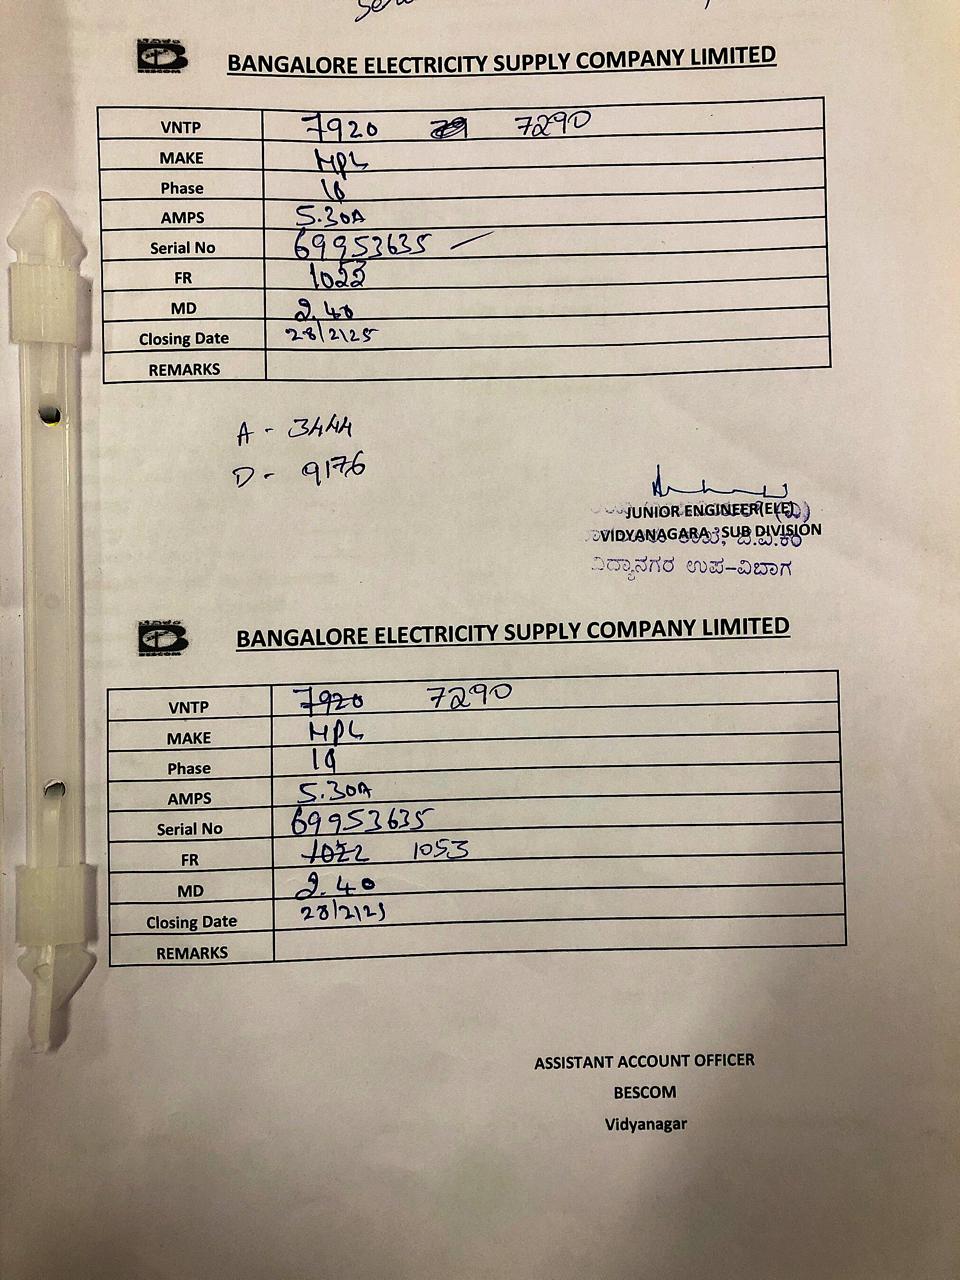 BESCOM
BANGALORE ELECTRICITY SUPPLY COMPANY LIMITED
VNTP 7920 7290
MAKE HPL
Phase 1φ
AMPS 5.30A
Serial No 69953635
FR 1022
MD 2.40
Closing Date 28/2/25
REMARKS
A - 3444
D - 9176
JUNIOR ENGINEER(ELE)
VIDYANAGARA SUB DIVISION
ವಿದ್ಯಾನಗರ ಉಪ-ವಿಭಾಗ
BESCOM
BANGALORE ELECTRICITY SUPPLY COMPANY LIMITED
VNTP 7920 7290
MAKE HPL
Phase 1φ
AMPS 5.30A
Serial No 69953635
FR 1022 1053
MD 2.40
Closing Date 28/2/25
REMARKS
ASSISTANT ACCOUNT OFFICER
BESCOM
Vidyanagar